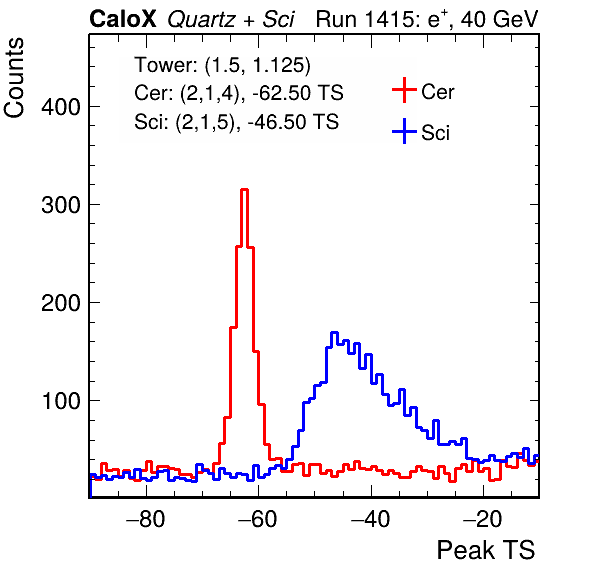 CaloX Quartz + Sci Run 1415: e⁺, 40 GeV
Counts
Tower: (1.5, 1.125)
Cer: (2,1,4), -62.50 TS
Sci: (2,1,5), -46.50 TS
Cer
Sci
400
300
200
100
−80 −60 −40 −20
Peak TS